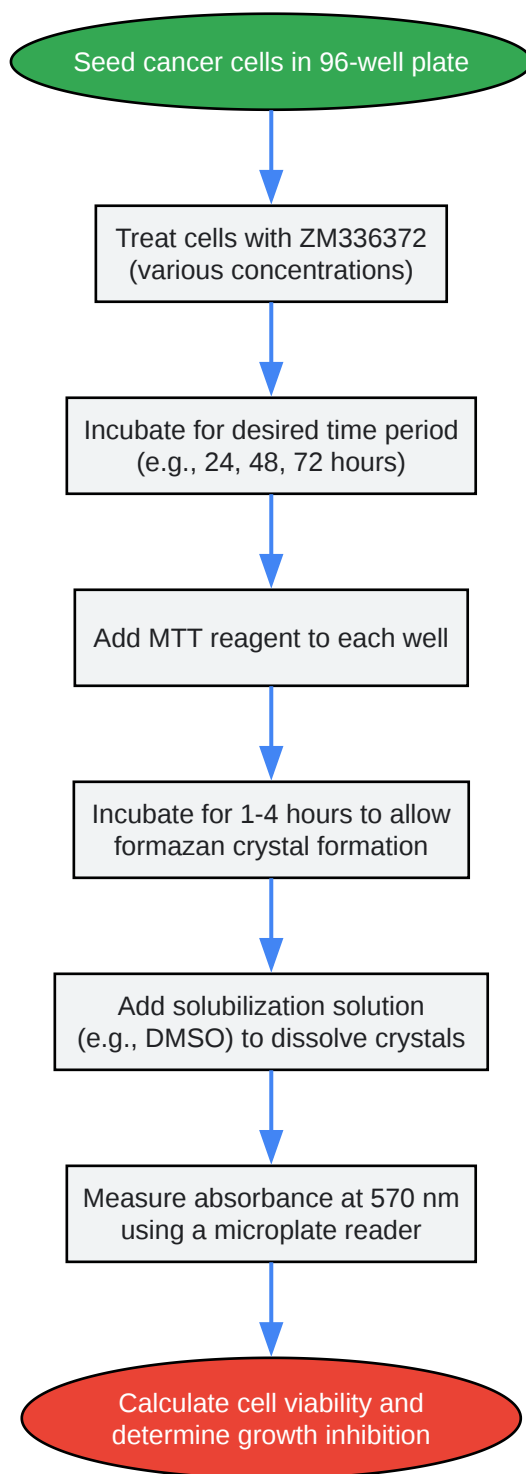 Seed cancer cells in 96-well plate
Treat cells with ZM336372
(various concentrations)
Incubate for desired time period
(e.g., 24, 48, 72 hours)
Add MTT reagent to each well
Incubate for 1-4 hours to allow
formazan crystal formation
Add solubilization solution
(e.g., DMSO) to dissolve crystals
Measure absorbance at 570 nm
using a microplate reader
Calculate cell viability and
determine growth inhibition